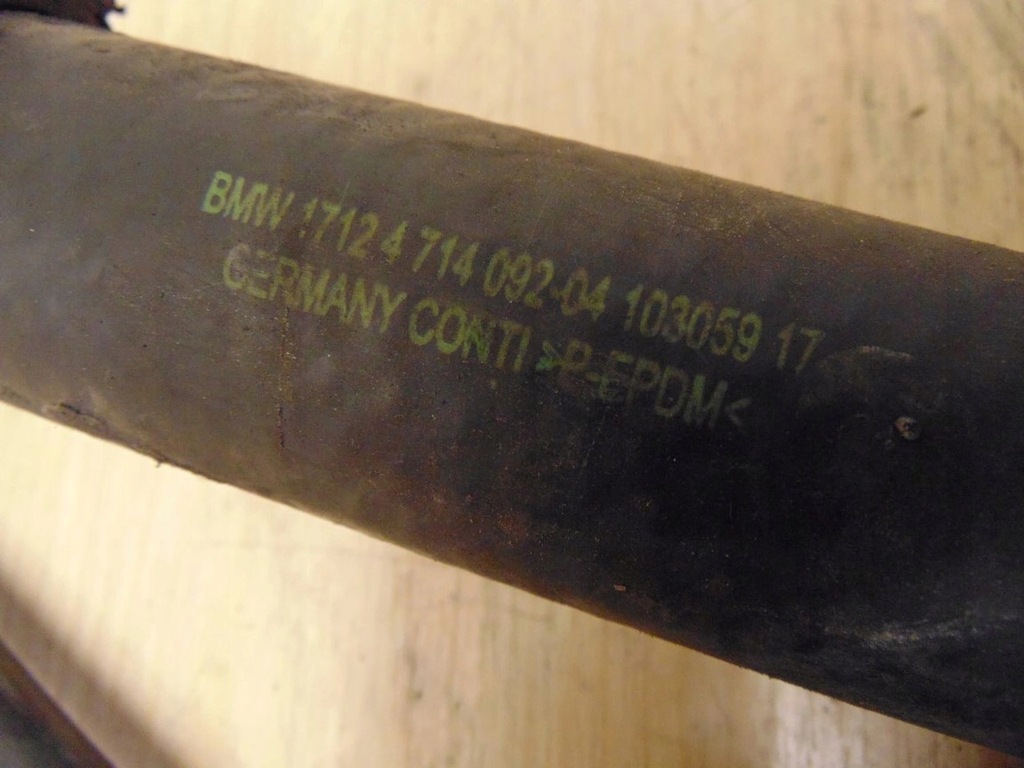 BMW 1712 4 714 092-04 103059 17
GERMANY CONTI >P-EPDM<